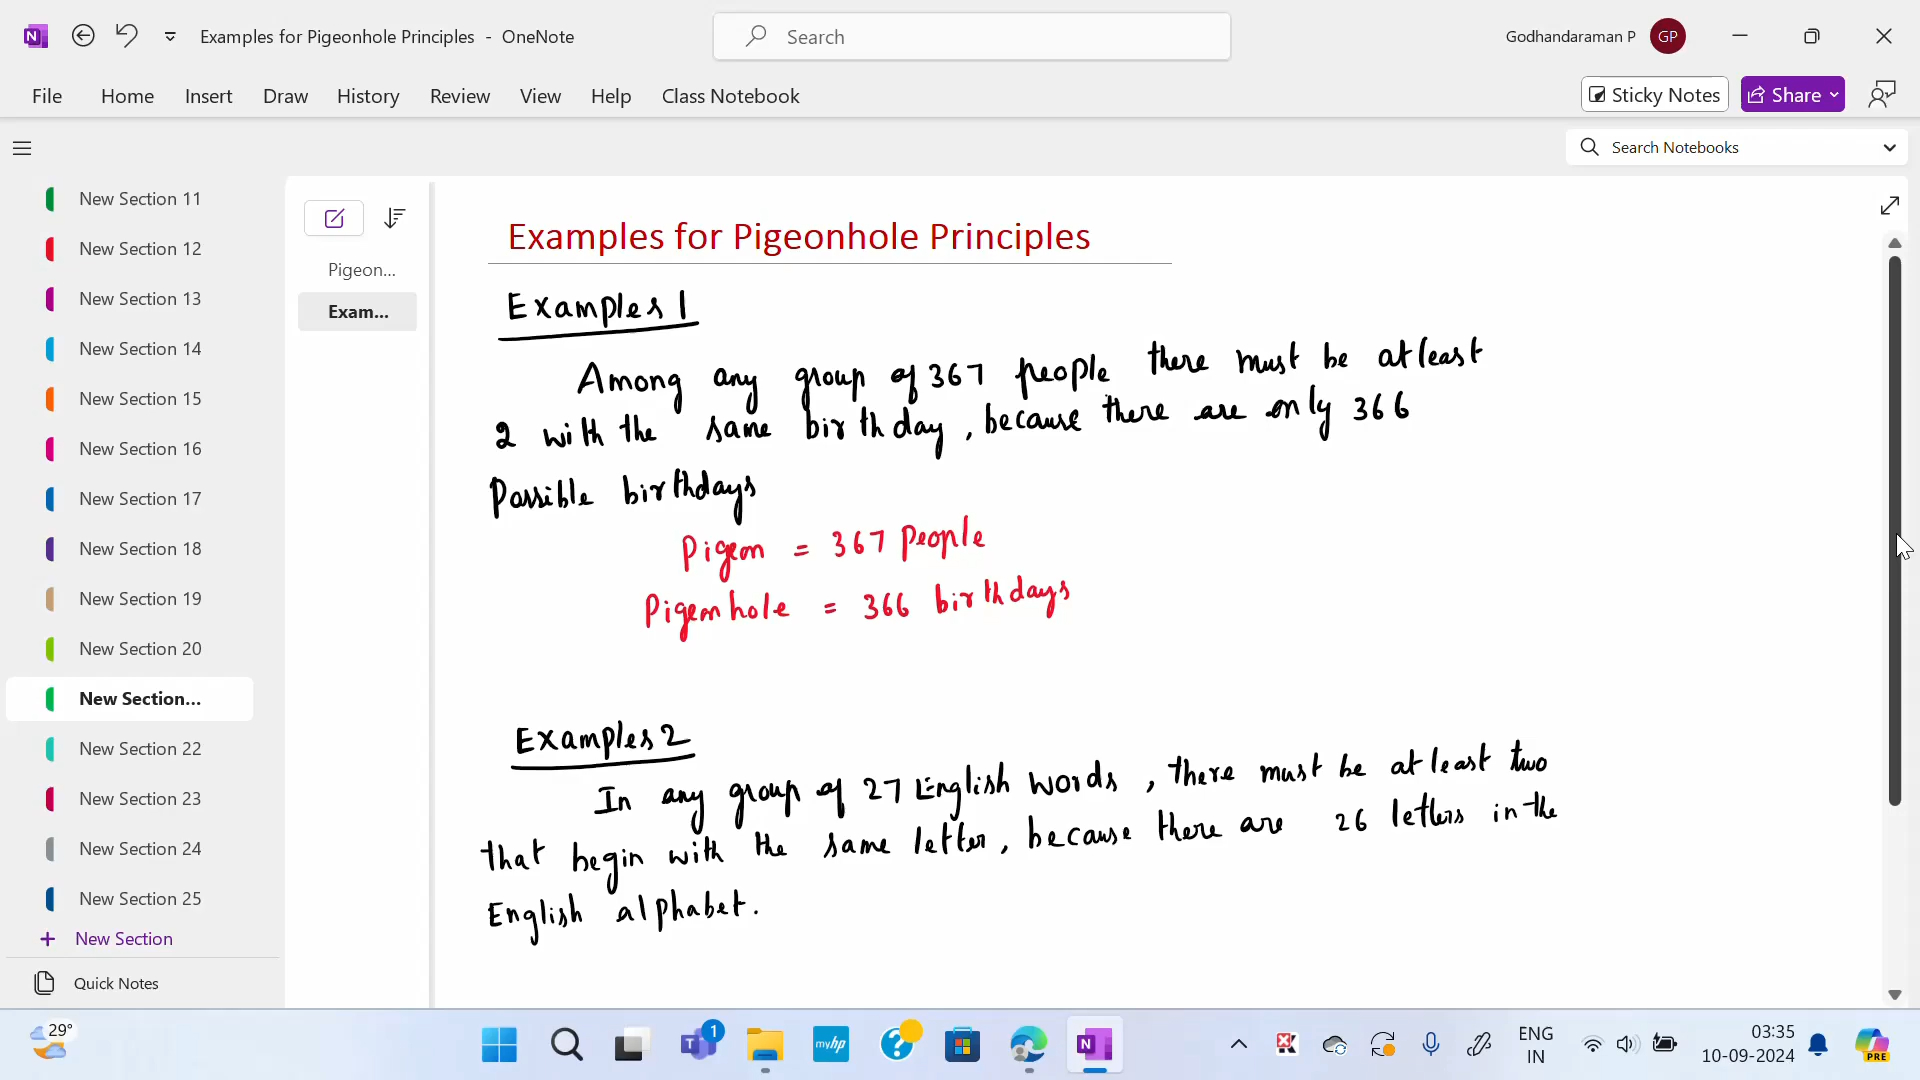 Examples for Pigeonhole Principles - OneNote
Search
Godhandaraman P
GP
File Home Insert Draw History Review View Help Class Notebook
Sticky Notes
Share
Search Notebooks
New Section 11
New Section 12
New Section 13
New Section 14
New Section 15
New Section 16
New Section 17
New Section 18
New Section 19
New Section 20
New Section...
New Section 22
New Section 23
New Section 24
New Section 25
+ New Section
Quick Notes
Pigeon...
Exam...
Examples for Pigeonhole Principles
Examples 1
Among any group of 367 people there must be atleast
2 with the same birthday, because there are only 366
Possible birthdays
Pigeon = 367 People
Pigeonhole = 366 birthdays
Examples 2
In any group of 27 English words, there must be atleast two
that begin with the same letter, because there are 26 letters in the
English alphabet.
29°
1
myhp
ENG
IN
03:35
10-09-2024
PRE